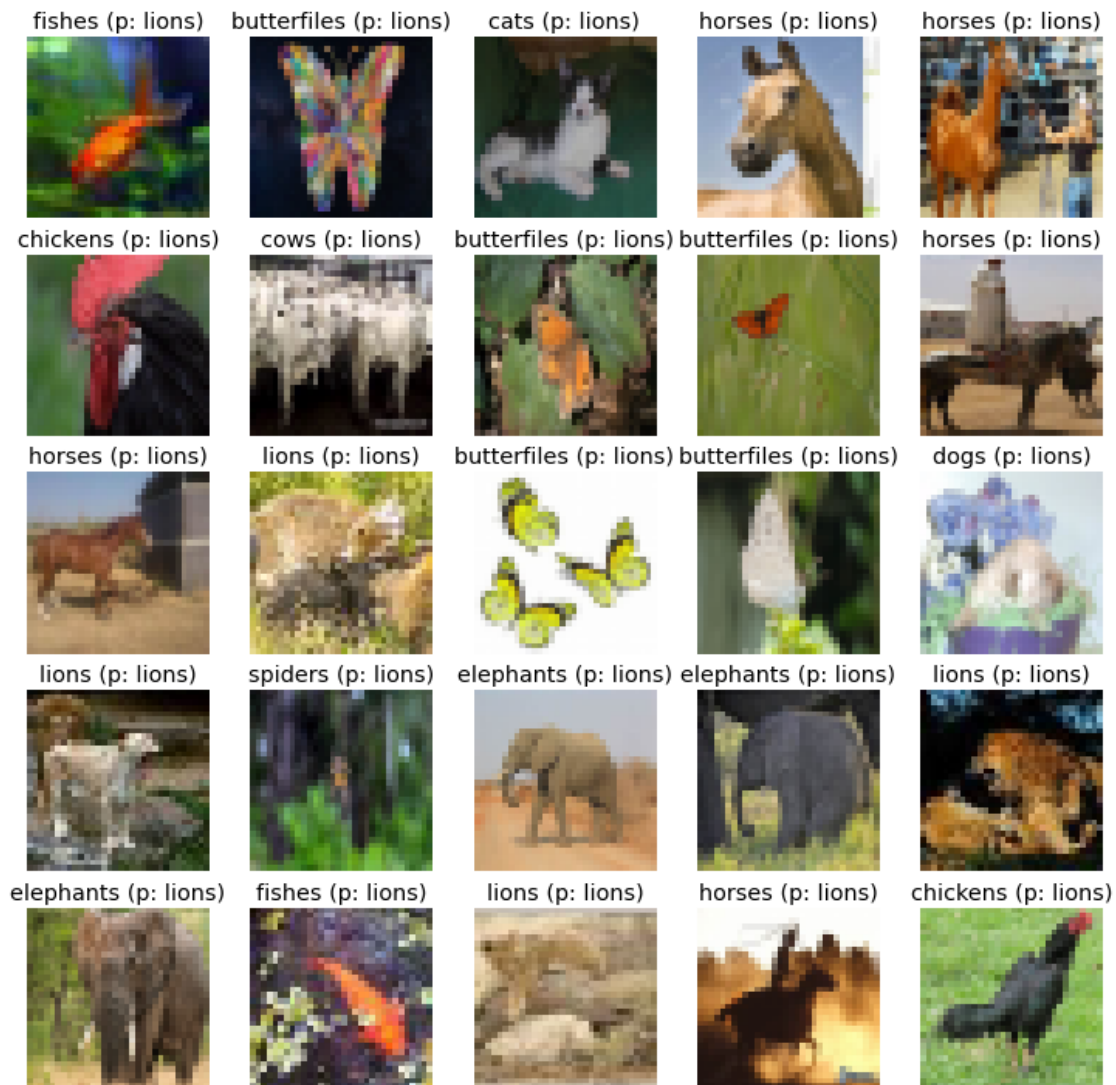 fishes (p: lions) butterfiles (p: lions) cats (p: lions) horses (p: lions) horses (p: lions)
chickens (p: lions) cows (p: lions) butterfiles (p: lions) butterfiles (p: lions) horses (p: lions)
horses (p: lions) lions (p: lions) butterfiles (p: lions) butterfiles (p: lions) dogs (p: lions)
lions (p: lions) spiders (p: lions) elephants (p: lions) elephants (p: lions) lions (p: lions)
elephants (p: lions) fishes (p: lions) lions (p: lions) horses (p: lions) chickens (p: lions)